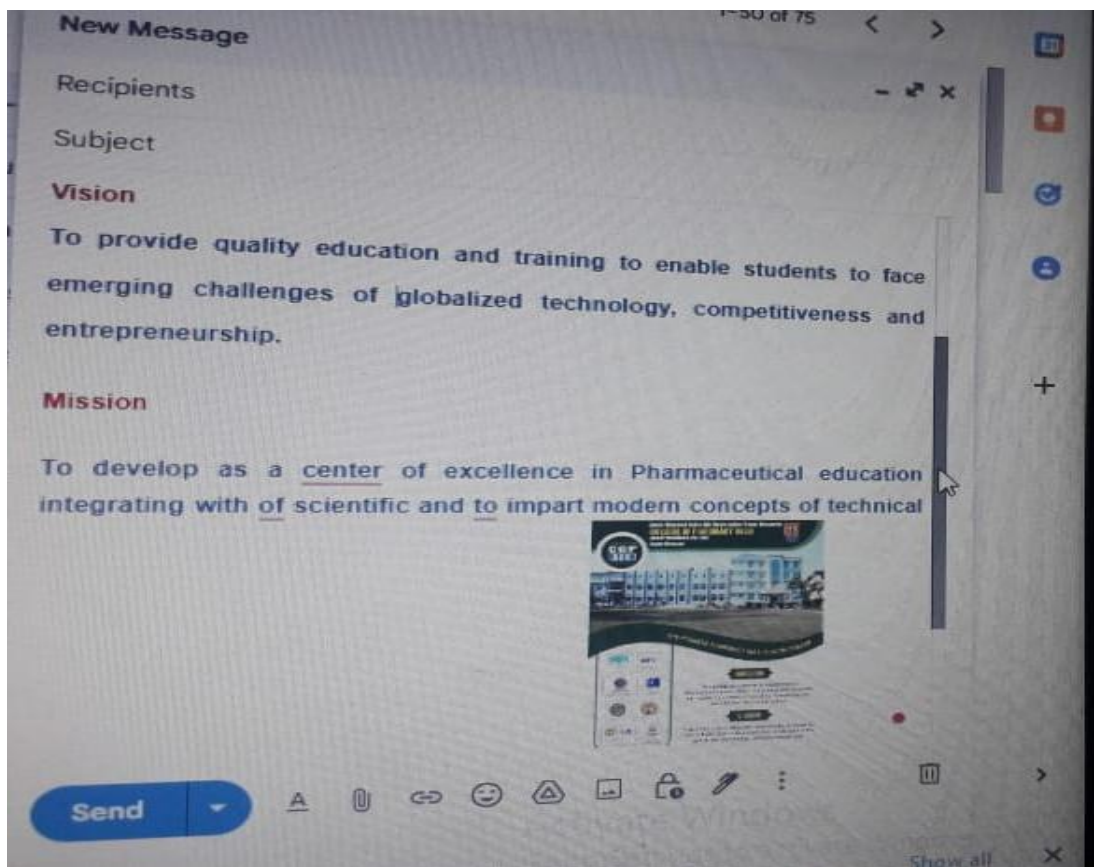 1-50 of 75
New Message
Recipients
Subject
Vision
To provide quality education and training to enable students to face
emerging challenges of globalized technology, competitiveness and
entrepreneurship.
Mission
To develop as a center of excellence in Pharmaceutical education
integrating with of scientific and to impart modern concepts of technical
Send
Activate Windows
Show all